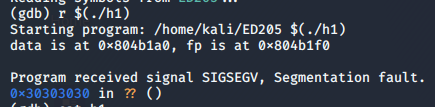 (gdb) r $(./h1)
Starting program: /home/kali/ED205 $(./h1)
data is at 0×804b1a0, fp is at 0×804b1f0
Program received signal SIGSEGV, Segmentation fault.
0×30303030 in ?? ()